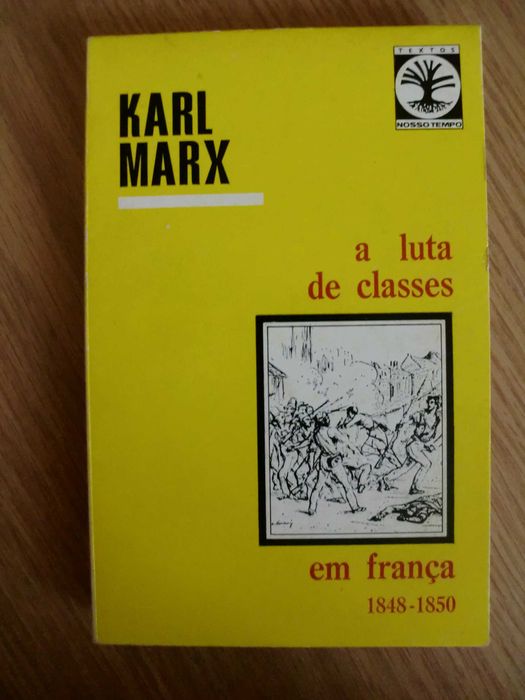 KARL
MARX
TEXTOS
NOSSO TEMPO
a luta
de classes
em frança
1848-1850